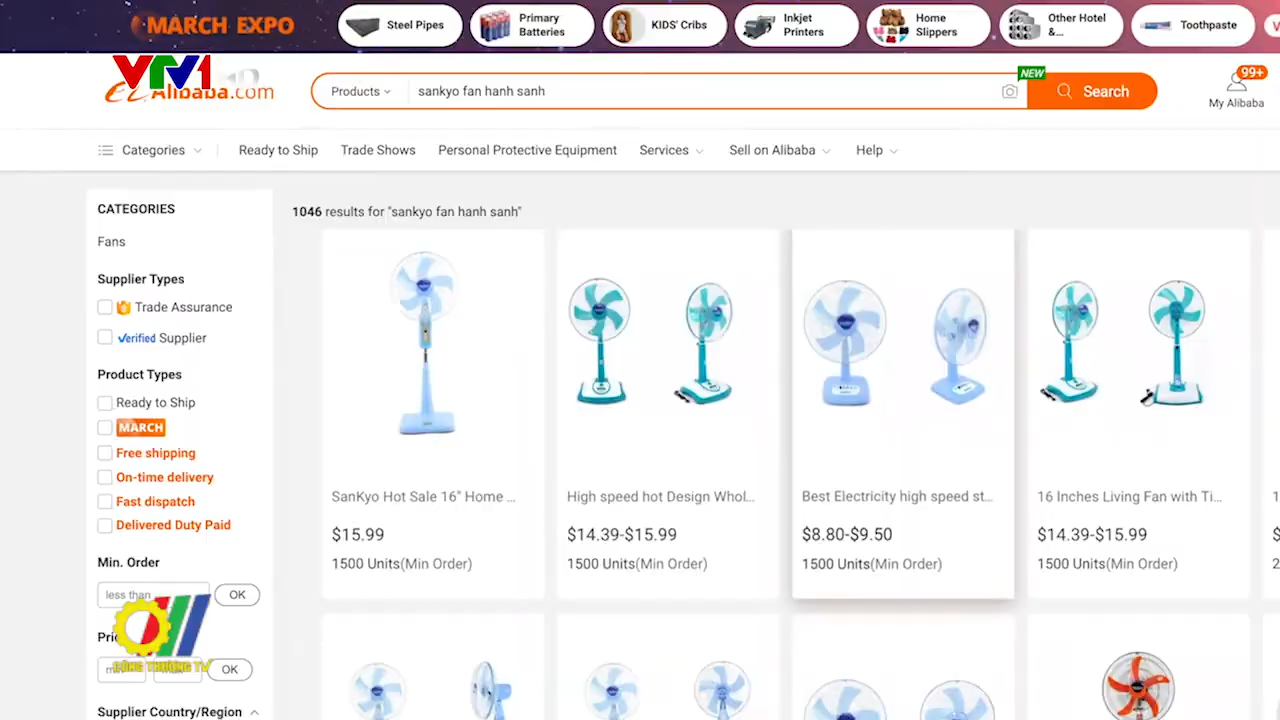 MARCH EXPO
Steel Pipes
Primary
Batteries
KIDS' Cribs
Inkjet
Printers
Home
Slippers
Other Hotel
&...
Toothpaste
VTV1 HD
Alibaba.com
Products
sankyo fan hanh sanh
NEW
Search
99+
My Alibaba
Categories
Ready to Ship
Trade Shows
Personal Protective Equipment
Services
Sell on Alibaba
Help
CATEGORIES
Fans
Supplier Types
Trade Assurance
Verified Supplier
Product Types
Ready to Ship
MARCH
Free shipping
On-time delivery
Fast dispatch
Delivered Duty Paid
Min. Order
less than
OK
CÔNG THƯƠNG TV
OK
Supplier Country/Region
1046 results for "sankyo fan hanh sanh"
SanKyo Hot Sale 16" Home ...
$15.99
1500 Units(Min Order)
High speed hot Design Whol...
$14.39-$15.99
1500 Units(Min Order)
Best Electricity high speed st...
$8.80-$9.50
1500 Units(Min Order)
16 Inches Living Fan with Ti...
$14.39-$15.99
1500 Units(Min Order)